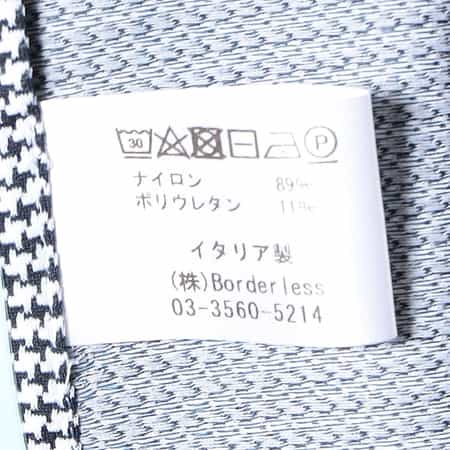 30 P
ナイロン 89%
ポリウレタン 11%
イタリア製
(株)Borderless
03-3560-5214